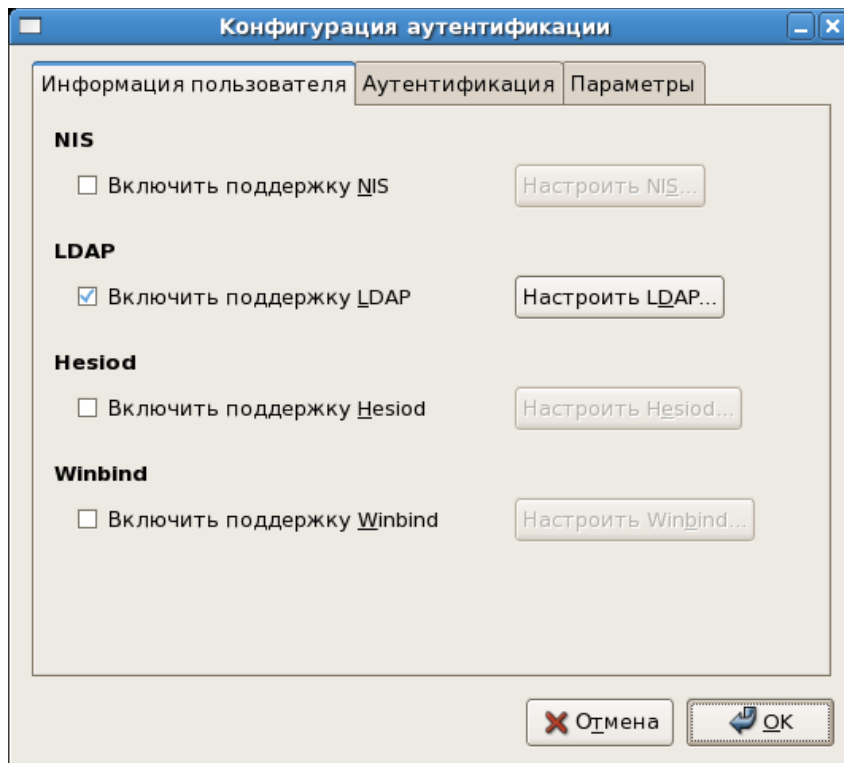 Конфигурация аутентификации
Информация пользователя Аутентификация Параметры
NIS
Включить поддержку NIS Настроить NIS...
LDAP
Включить поддержку LDAP Настроить LDAP...
Hesiod
Включить поддержку Hesiod Настроить Hesiod...
Winbind
Включить поддержку Winbind Настроить Winbind...
Отмена OK